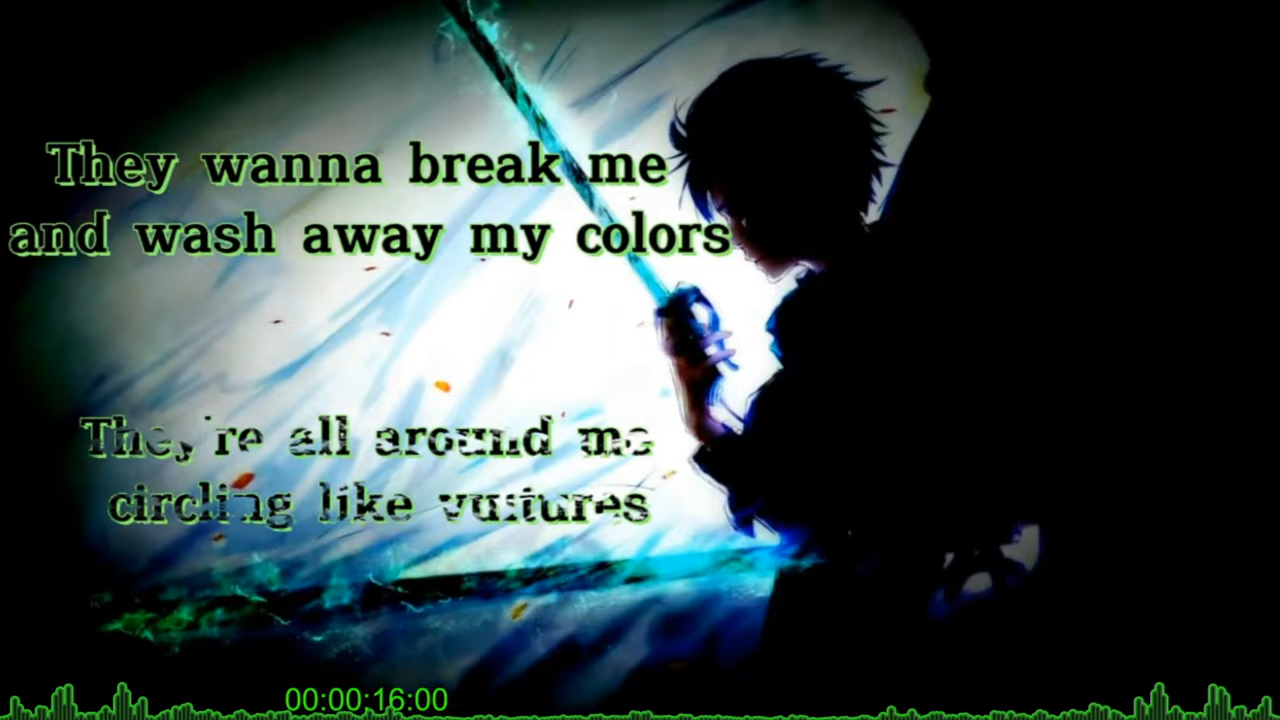 They wanna break me
and wash away my colors
They're all around me
circling like vultures
00:00:16:00